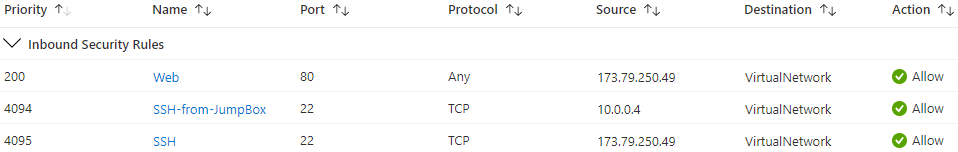 Priority Name Port Protocol Source Destination Action
Inbound Security Rules
200 Web 80 Any 173.79.250.49 VirtualNetwork Allow
4094 SSH-from-JumpBox 22 TCP 10.0.0.4 VirtualNetwork Allow
4095 SSH 22 TCP 173.79.250.49 VirtualNetwork Allow